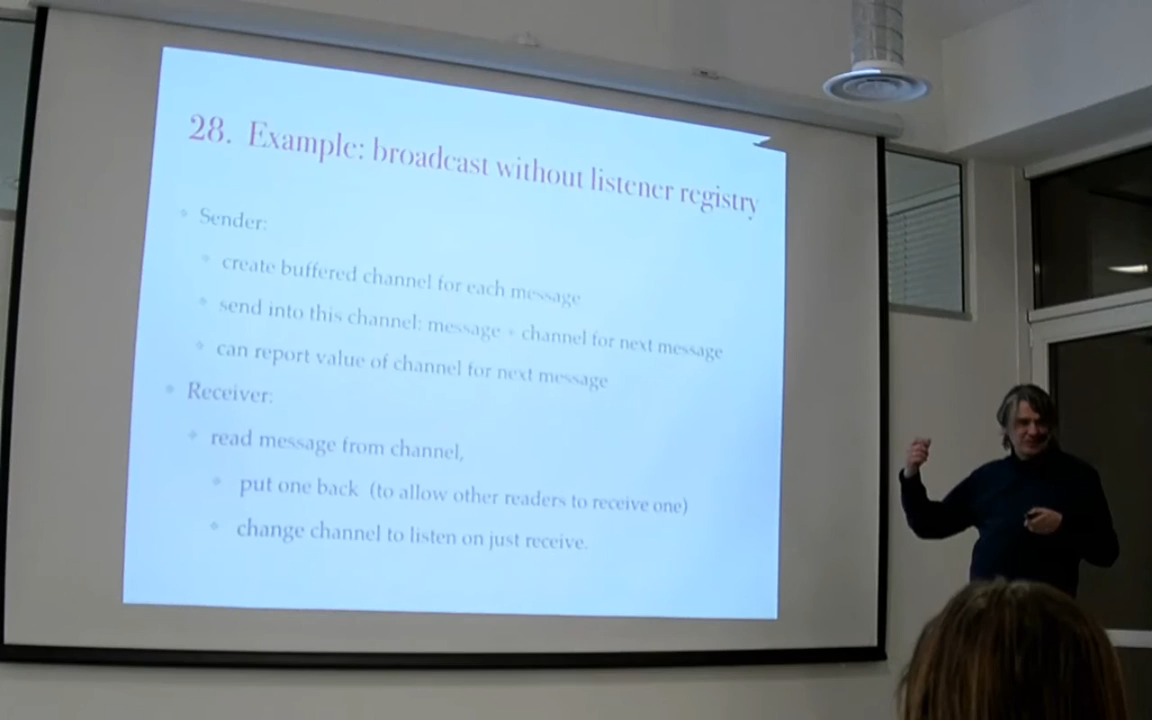 28. Example: broadcast without listener registry
Sender:
create buffered channel for each message
send into this channel: message + channel for next message
can report value of channel for next message
Receiver:
read message from channel,
put one back (to allow other readers to receive one)
change channel to listen on just receive.